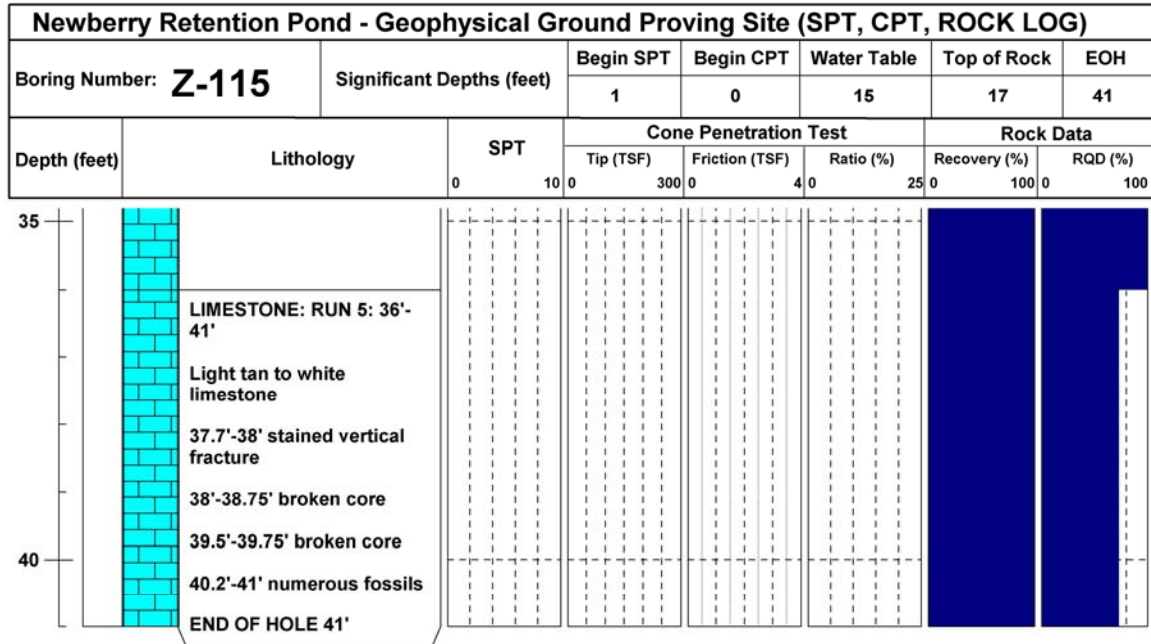 Newberry Retention Pond - Geophysical Ground Proving Site (SPT, CPT, ROCK LOG)
Boring Number: Z-115
Significant Depths (feet)
Begin SPT Begin CPT Water Table Top of Rock EOH
1 0 15 17 41
Depth (feet) Lithology SPT Cone Penetration Test Rock Data
Tip (TSF) Friction (TSF) Ratio (%) Recovery (%) RQD (%)
0 10 0 300 0 4 0 25 0 100 0 100
35
LIMESTONE: RUN 5: 36'-
41'
Light tan to white
limestone
37.7'-38' stained vertical
fracture
38'-38.75' broken core
39.5'-39.75' broken core
40
40.2'-41' numerous fossils
END OF HOLE 41'